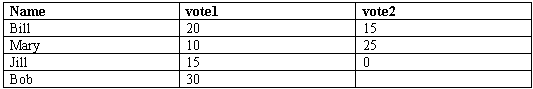 Name vote1 vote2
Bill 20 15
Mary 10 25
Jill 15 0
Bob 30